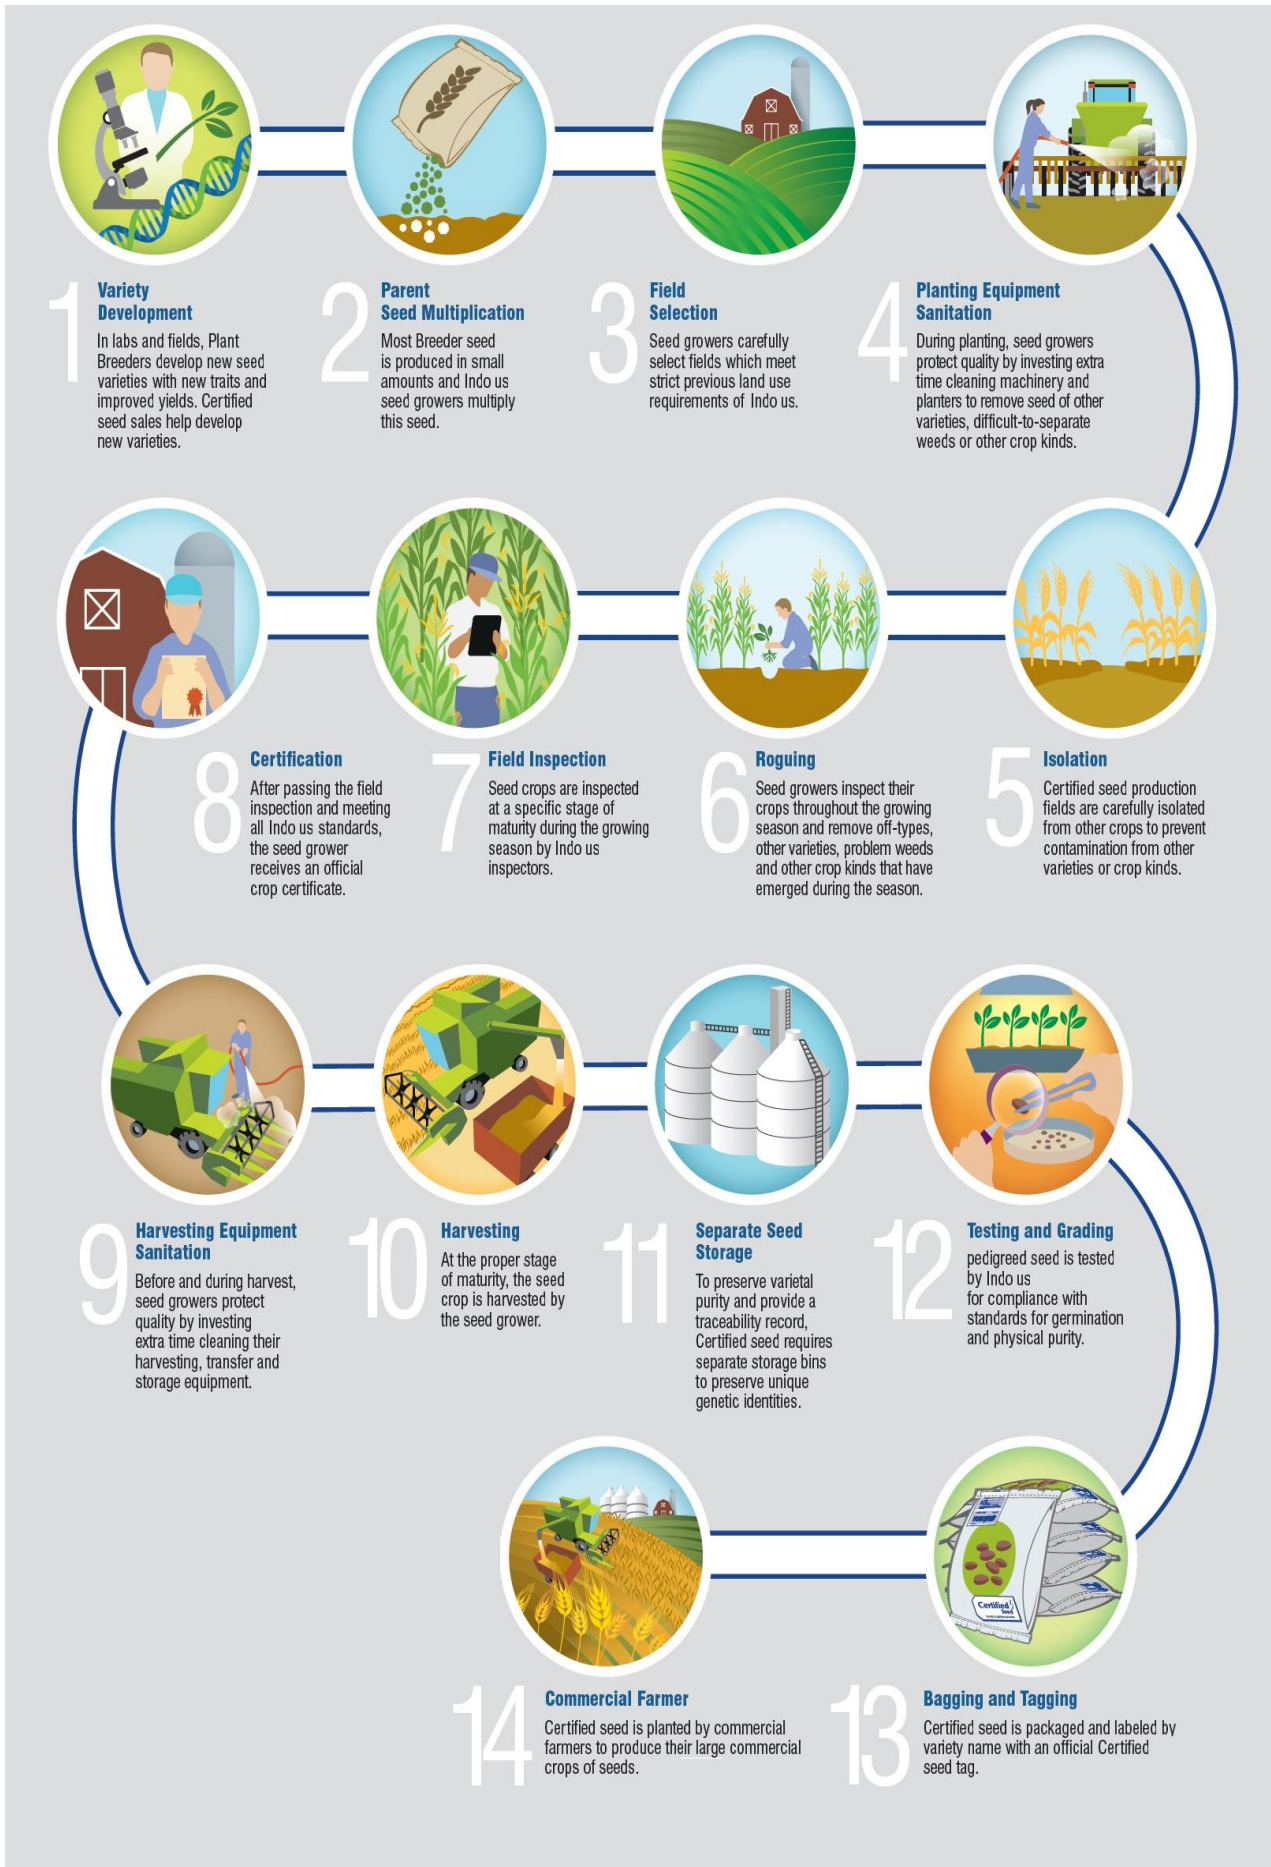 1
Variety
Development
In labs and fields, Plant
Breeders develop new seed
varieties with new traits and
improved yields. Certified
seed sales help develop
new varieties.
2
Parent
Seed Multiplication
Most Breeder seed
is produced in small
amounts and Indo us
seed growers multiply
this seed.
3
Field
Selection
Seed growers carefully
select fields which meet
strict previous land use
requirements of Indo us.
4
Planting Equipment
Sanitation
During planting, seed growers
protect quality by investing extra
time cleaning machinery and
planters to remove seed of other
varieties, difficult-to-separate
weeds or other crop kinds.
5
Isolation
Certified seed production
fields are carefully isolated
from other crops to prevent
contamination from other
varieties or crop kinds.
6
Roguing
Seed growers inspect their
crops throughout the growing
season and remove off-types,
other varieties, problem weeds
and other crop kinds that have
emerged during the season.
7
Field Inspection
Seed crops are inspected
at a specific stage of
maturity during the growing
season by Indo us
inspectors.
8
Certification
After passing the field
inspection and meeting
all Indo us standards,
the seed grower
receives an official
crop certificate.
9
Harvesting Equipment
Sanitation
Before and during harvest,
seed growers protect
quality by investing
extra time cleaning their
harvesting, transfer and
storage equipment.
10
Harvesting
At the proper stage
of maturity, the seed
crop is harvested by
the seed grower.
11
Separate Seed
Storage
To preserve varietal
purity and provide a
traceability record,
Certified seed requires
separate storage bins
to preserve unique
genetic identities.
12
Testing and Grading
pedigreed seed is tested
by Indo us
for compliance with
standards for germination
and physical purity.
Certified
Seed
13
Bagging and Tagging
Certified seed is packaged and labeled by
variety name with an official Certified
seed tag.
14
Commercial Farmer
Certified seed is planted by commercial
farmers to produce their large commercial
crops of seeds.